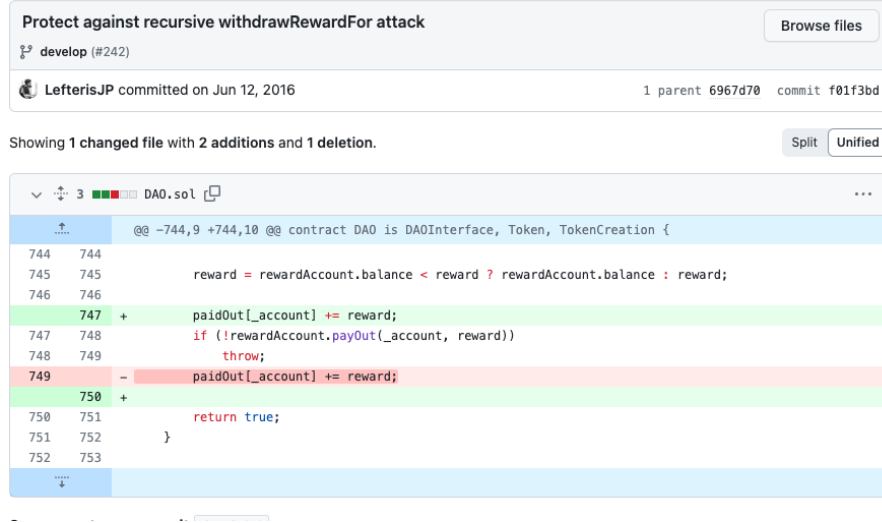 Protect against recursive withdrawRewardFor attack
Browse files
develop (#242)
LefterisJP committed on Jun 12, 2016
1 parent 6967d70 commit f01f3bd
Showing 1 changed file with 2 additions and 1 deletion.
Split Unified
3 DAO.sol
@@ -744,9 +744,10 @@ contract DAO is DAOInterface, Token, TokenCreation {
744 744
745 745 reward = rewardAccount.balance < reward ? rewardAccount.balance : reward;
746 746
747 + paidOut[_account] += reward;
747 748 if (!rewardAccount.payOut(_account, reward))
748 749 throw;
749 - paidOut[_account] += reward;
750 +
750 751 return true;
751 752 }
752 753